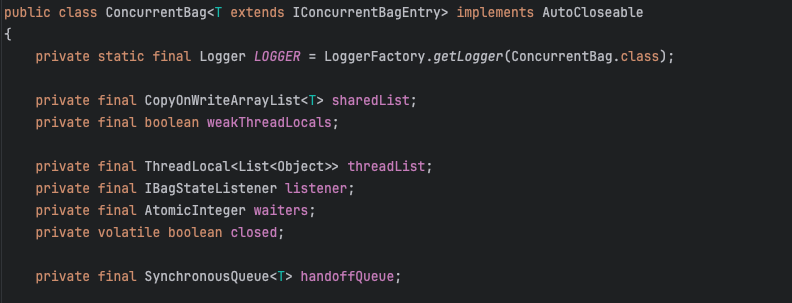 public class ConcurrentBag<T extends IConcurrentBagEntry> implements AutoCloseable
{
    private static final Logger LOGGER = LoggerFactory.getLogger(ConcurrentBag.class);

    private final CopyOnWriteArrayList<T> sharedList;
    private final boolean weakThreadLocals;

    private final ThreadLocal<List<Object>> threadList;
    private final IBagStateListener listener;
    private final AtomicInteger waiters;
    private volatile boolean closed;

    private final SynchronousQueue<T> handoffQueue;